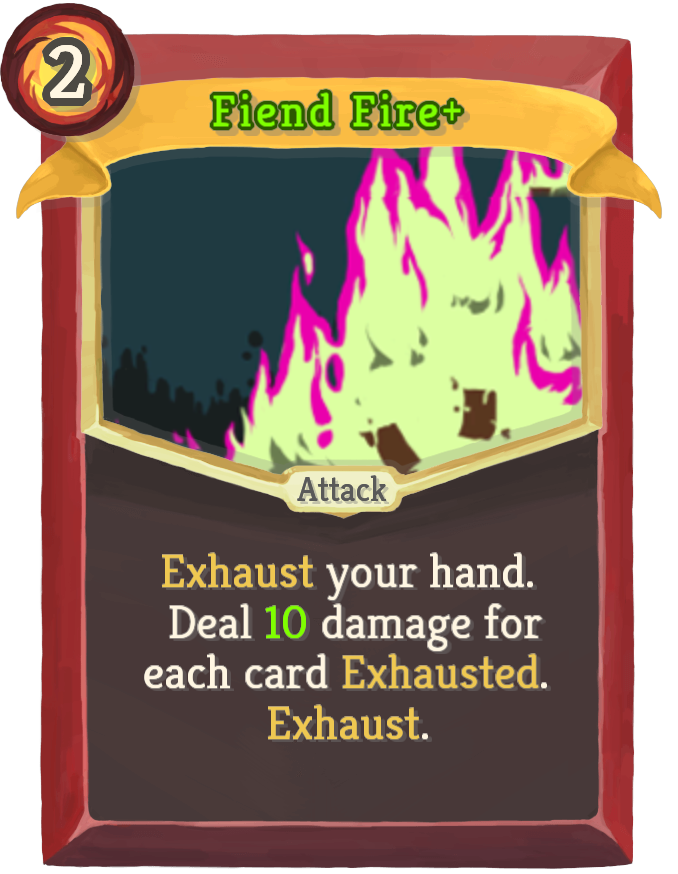 2
Fiend Fire+
Attack
Exhaust your hand.
Deal 10 damage for
each card Exhausted.
Exhaust.